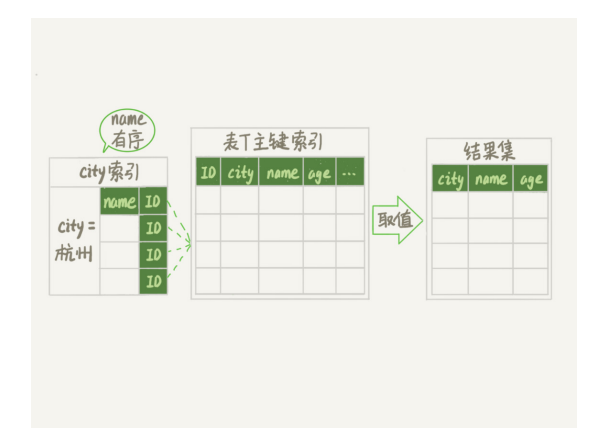 name
有序
city索引
name ID
city =
杭州
ID
ID
ID
表T主键索引
ID city name age ...
取值
结果集
city name age